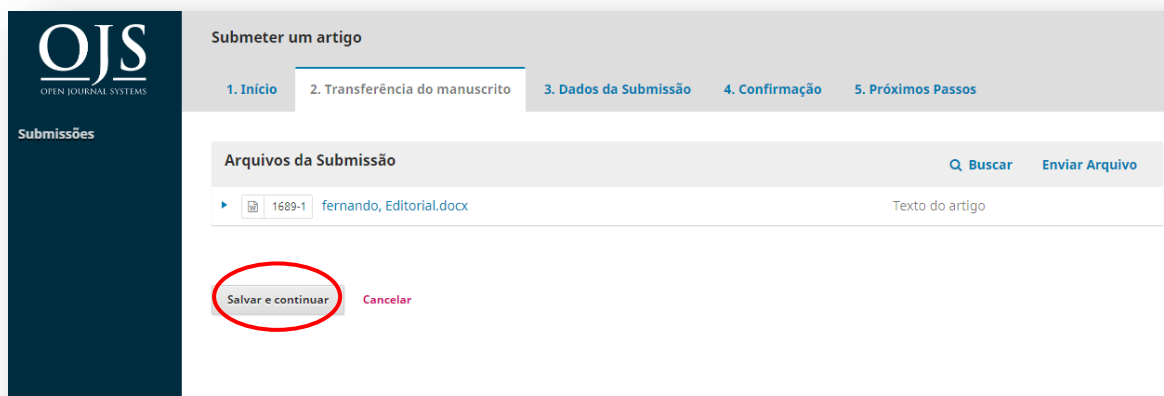 OJS
OPEN JOURNAL SYSTEMS
Submissões
Submeter um artigo
1. Início 2. Transferência do manuscrito 3. Dados da Submissão 4. Confirmação 5. Próximos Passos
Arquivos da Submissão Buscar Enviar Arquivo
1689-1 fernando, Editorial.docx Texto do artigo
Salvar e continuar Cancelar